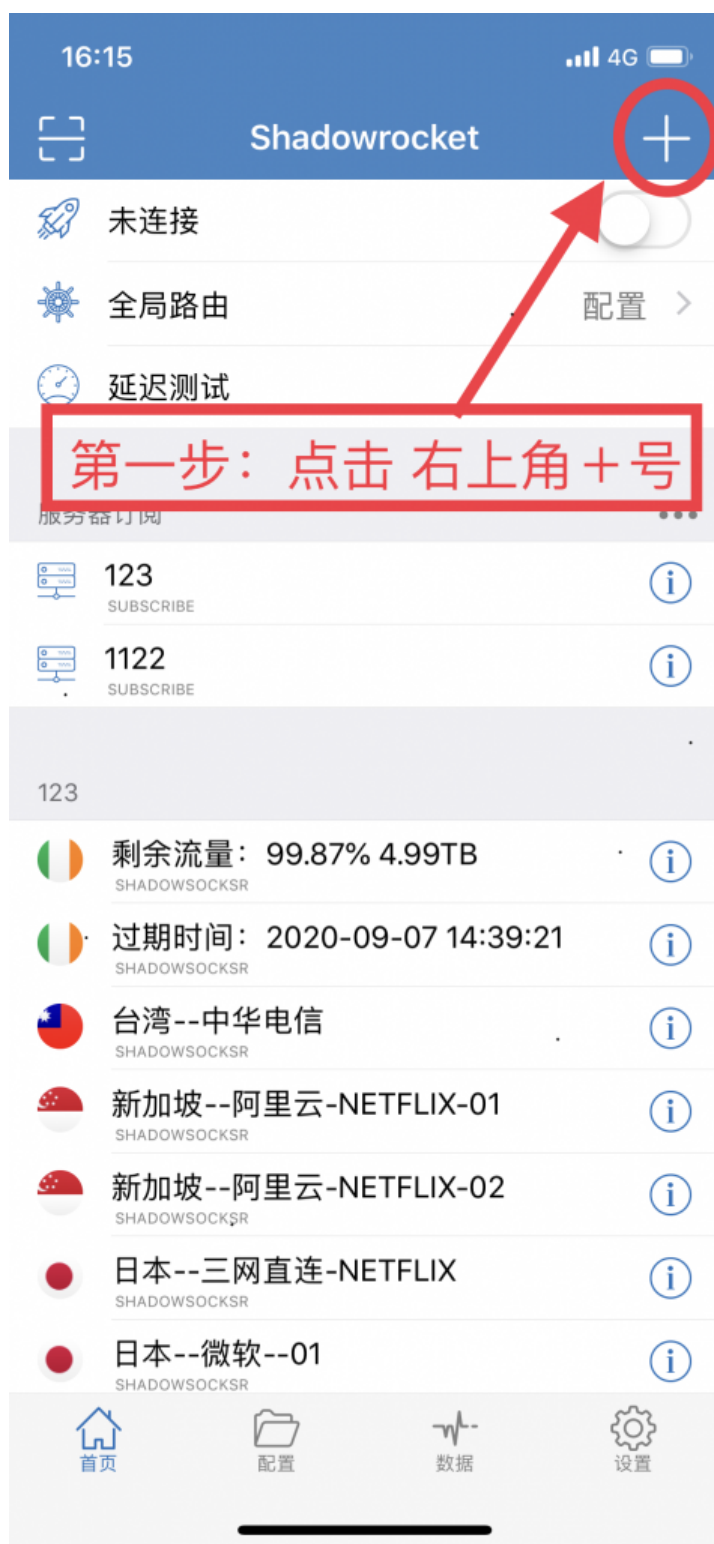 16:15
4G
Shadowrocket
未连接
全局路由
配置
延迟测试
第一步：点击 右上角＋号
服务器订阅
123
SUBSCRIBE
1122
SUBSCRIBE
123
剩余流量：99.87% 4.99TB
SHADOWSOCKSR
过期时间：2020-09-07 14:39:21
SHADOWSOCKSR
台湾--中华电信
SHADOWSOCKSR
新加坡--阿里云-NETFLIX-01
SHADOWSOCKSR
新加坡--阿里云-NETFLIX-02
SHADOWSOCKSR
日本--三网直连-NETFLIX
SHADOWSOCKSR
日本--微软--01
SHADOWSOCKSR
首页
配置
数据
设置